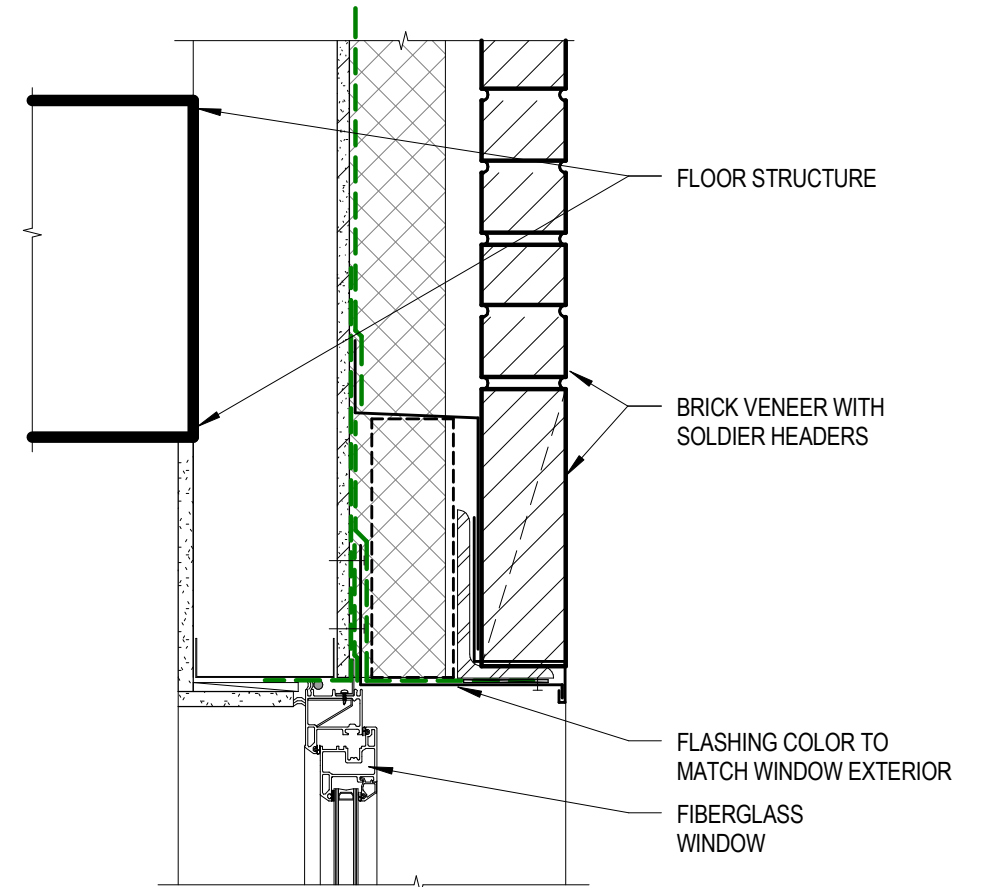 FLOOR STRUCTURE
BRICK VENEER WITH
SOLDIER HEADERS
FLASHING COLOR TO
MATCH WINDOW EXTERIOR
FIBERGLASS
WINDOW